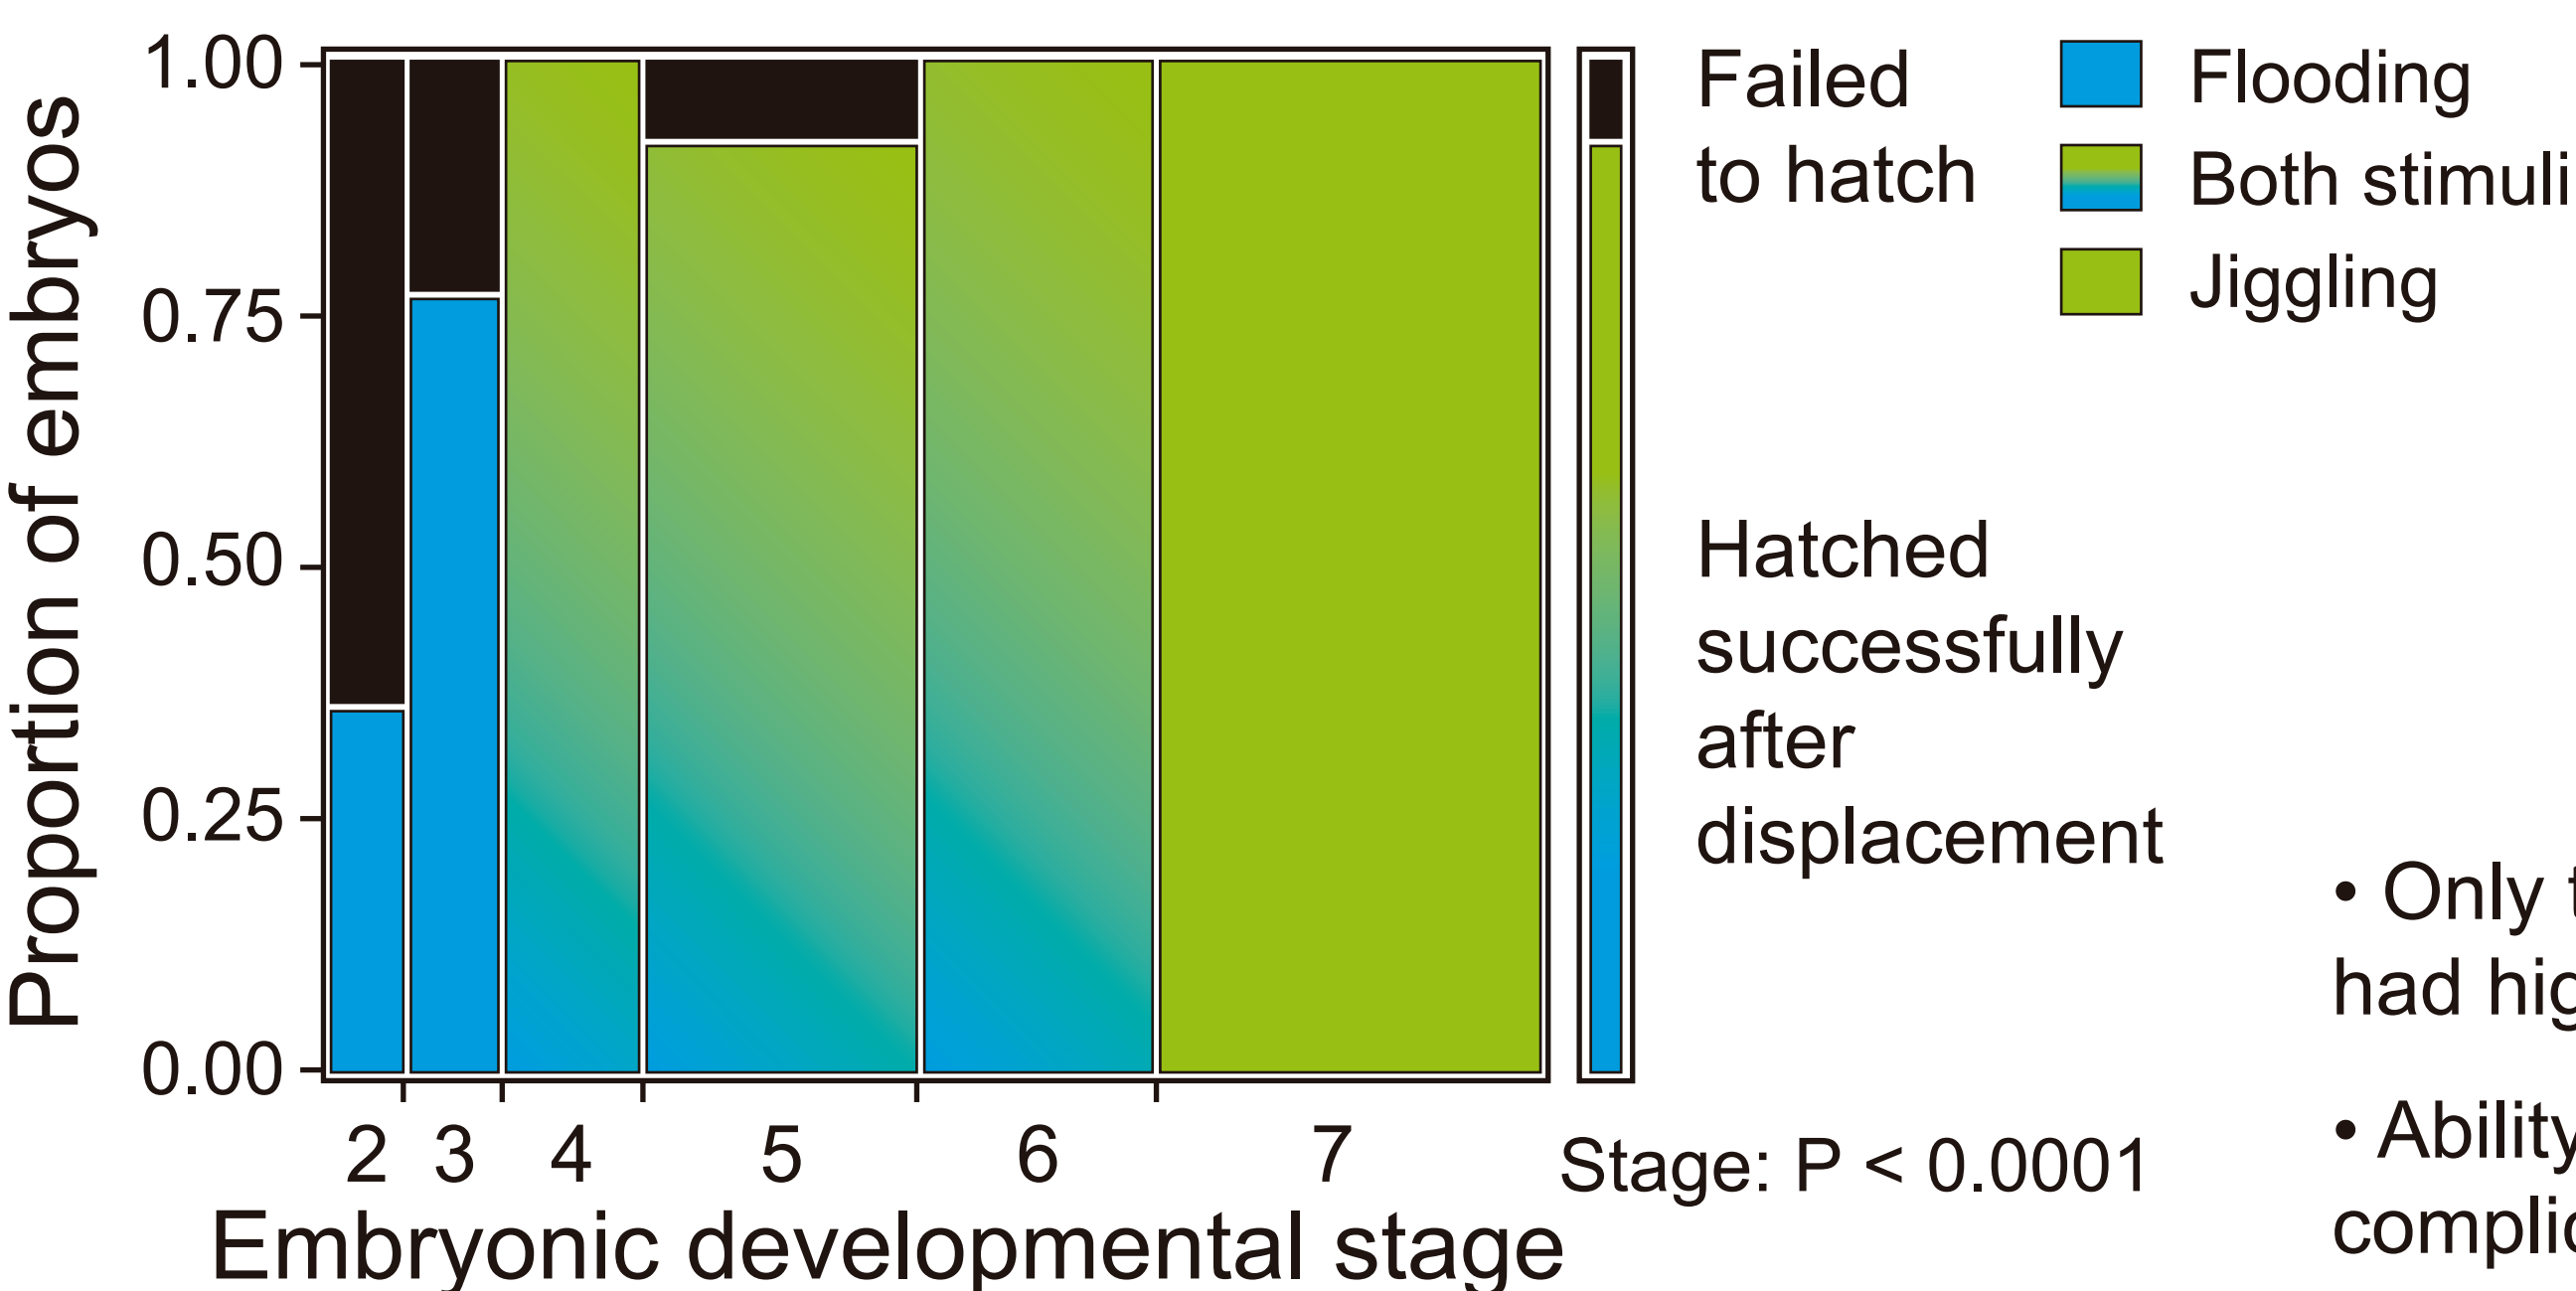 Proportion of embryos
1.00
0.75
0.50
0.25
0.00
2 3 4 5 6 7
Embryonic developmental stage
Failed
to hatch
Hatched
successfully
after
displacement
Flooding
Both stimuli
Jiggling
Stage: P < 0.0001
• Only
had
• Ability